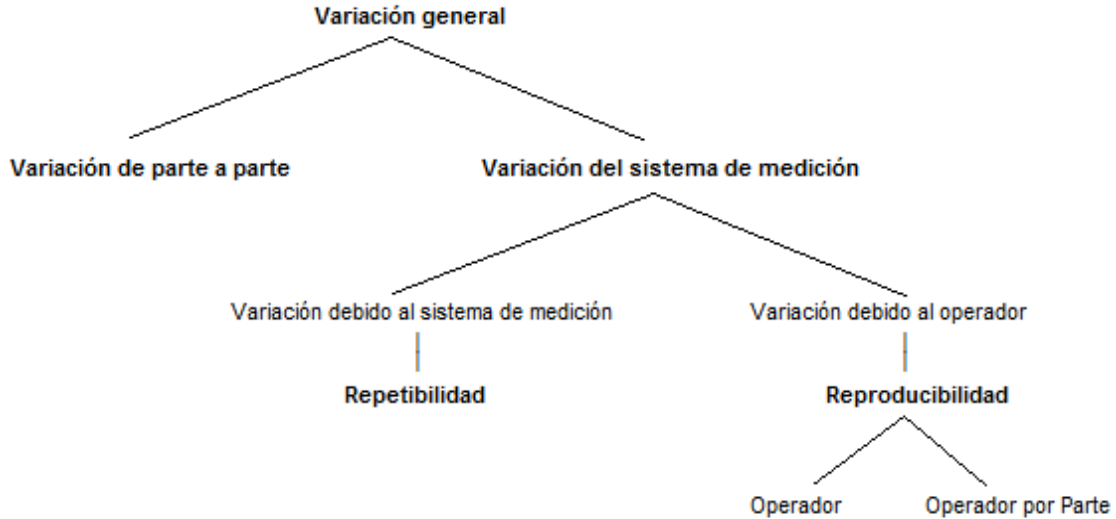 Variación general
Variación de parte a parte
Variación del sistema de medición
Variación debido al sistema de medición
Variación debido al operador
Repetibilidad
Reproducibilidad
Operador
Operador por Parte